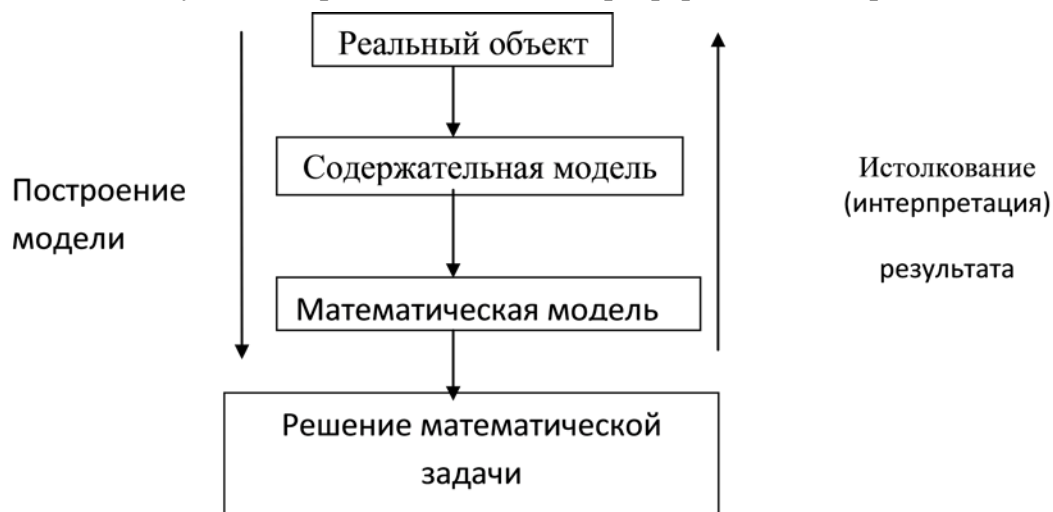 Реальный объект
Содержательная модель
Построение
модели
Истолкование
(интерпретация)
результата
Математическая модель
Решение математической
задачи